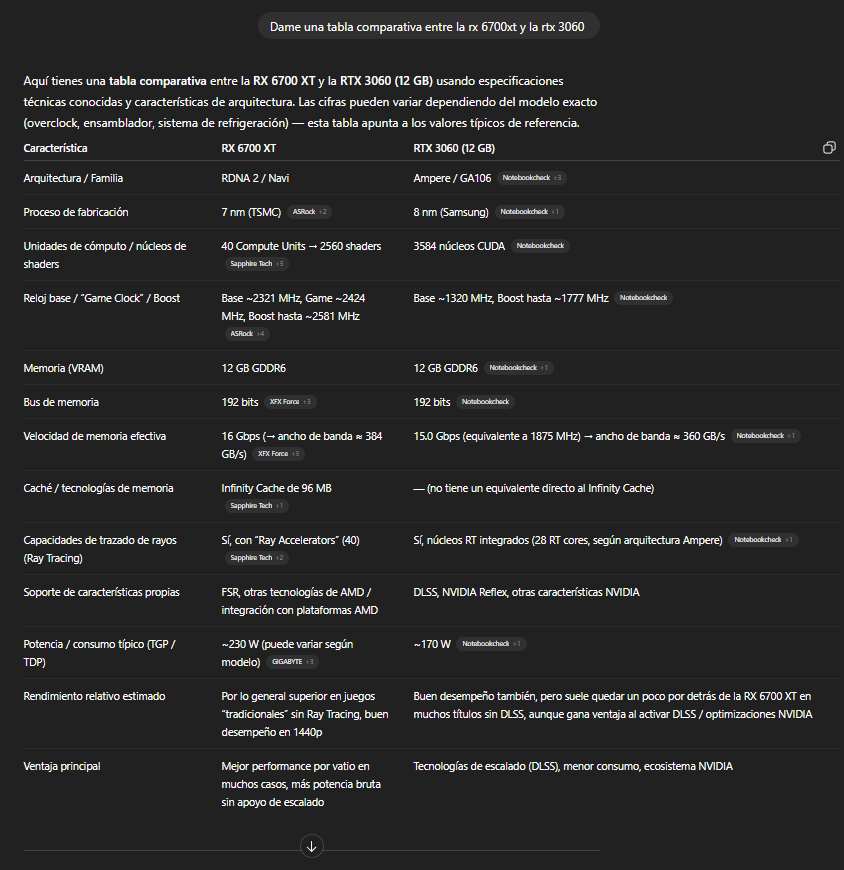 Dame una tabla comparativa entre la rx 6700xt y la rtx 3060
Aquí tienes una tabla comparativa entre la RX 6700 XT y la RTX 3060 (12 GB) usando especificaciones
técnicas conocidas y características de arquitectura. Las cifras pueden variar dependiendo del modelo exacto
(overclock, ensamblador, sistema de refrigeración) — esta tabla apunta a los valores típicos de referencia.
Característica RX 6700 XT RTX 3060 (12 GB)
Arquitectura / Familia RDNA 2 / Navi Ampere / GA106 Notebookcheck +3
Proceso de fabricación 7 nm (TSMC) ASRock +2 8 nm (Samsung) Notebookcheck +1
Unidades de cómputo / núcleos de 40 Compute Units → 2560 shaders 3584 núcleos CUDA Notebookcheck
shaders Sapphire Tech +3
Reloj base / "Game Clock" / Boost Base ~2321 MHz, Game ~2424 Base ~1320 MHz, Boost hasta ~1777 MHz Notebookcheck
MHz, Boost hasta ~2581 MHz
ASRock +4
Memoria (VRAM) 12 GB GDDR6 12 GB GDDR6 Notebookcheck +1
Bus de memoria 192 bits XFX Force +3 192 bits Notebookcheck
Velocidad de memoria efectiva 16 Gbps (→ ancho de banda ≈ 384 15.0 Gbps (equivalente a 1875 MHz) → ancho de banda ≈ 360 GB/s Notebookcheck +1
GB/s) XFX Force +3
Caché / tecnologías de memoria Infinity Cache de 96 MB — (no tiene un equivalente directo al Infinity Cache)
Sapphire Tech +1
Capacidades de trazado de rayos Sí, con "Ray Accelerators" (40) Sí, núcleos RT integrados (28 RT cores, según arquitectura Ampere) Notebookcheck +1
(Ray Tracing) Sapphire Tech +2
Soporte de características propias FSR, otras tecnologías de AMD / DLSS, NVIDIA Reflex, otras características NVIDIA
integración con plataformas AMD
Potencia / consumo típico (TGP / ~230 W (puede variar según ~170 W Notebookcheck +1
TDP) modelo) GIGABYTE +3
Rendimiento relativo estimado Por lo general superior en juegos Buen desempeño también, pero suele quedar un poco por detrás de la RX 6700 XT en
"tradicionales" sin Ray Tracing, buen muchos títulos sin DLSS, aunque gana ventaja al activar DLSS / optimizaciones NVIDIA
desempeño en 1440p
Ventaja principal Mejor performance por vatio en Tecnologías de escalado (DLSS), menor consumo, ecosistema NVIDIA
muchos casos, más potencia bruta
sin apoyo de escalado